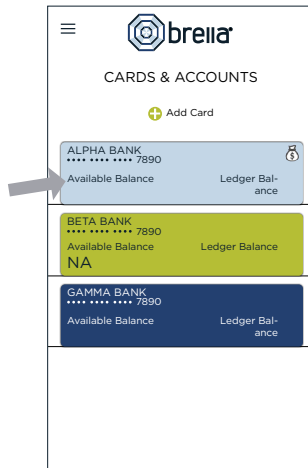 brella
CARDS & ACCOUNTS
Add Card
ALPHA BANK
•••• •••• •••• 7890
Available Balance Ledger Bal-
ance
BETA BANK
•••• •••• •••• 7890
Available Balance Ledger Balance
NA
GAMMA BANK
•••• •••• •••• 7890
Available Balance Ledger Bal-
ance